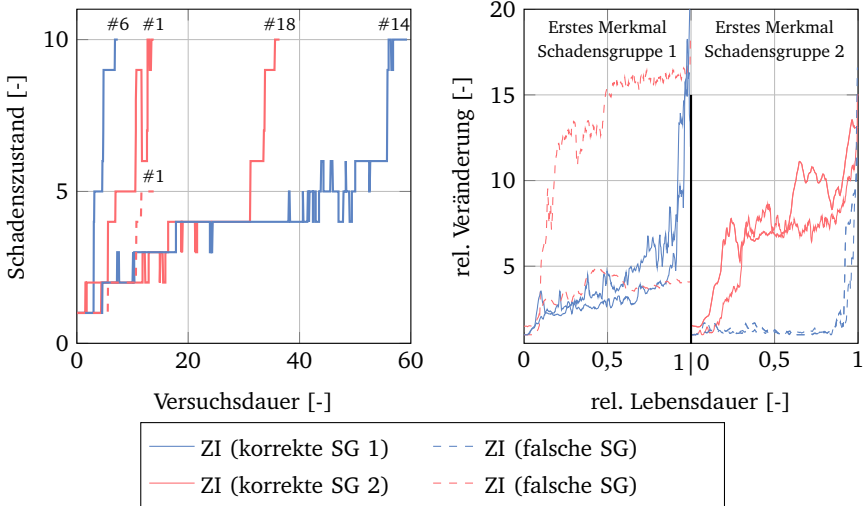 #6
#1
#18
#14
10
5
0
#1
0
20
40
60
Schadenszustand [-]
Versuchsdauer [-]
20
15
10
5
Erstes Merkmal
Schadensgruppe 1
Erstes Merkmal
Schadensgruppe 2
0
0,5
1|0
0,5
1
rel. Veränderung [-]
rel. Lebensdauer [-]
ZI (korrekte SG 1)
ZI (falsche SG)
ZI (korrekte SG 2)
ZI (falsche SG)